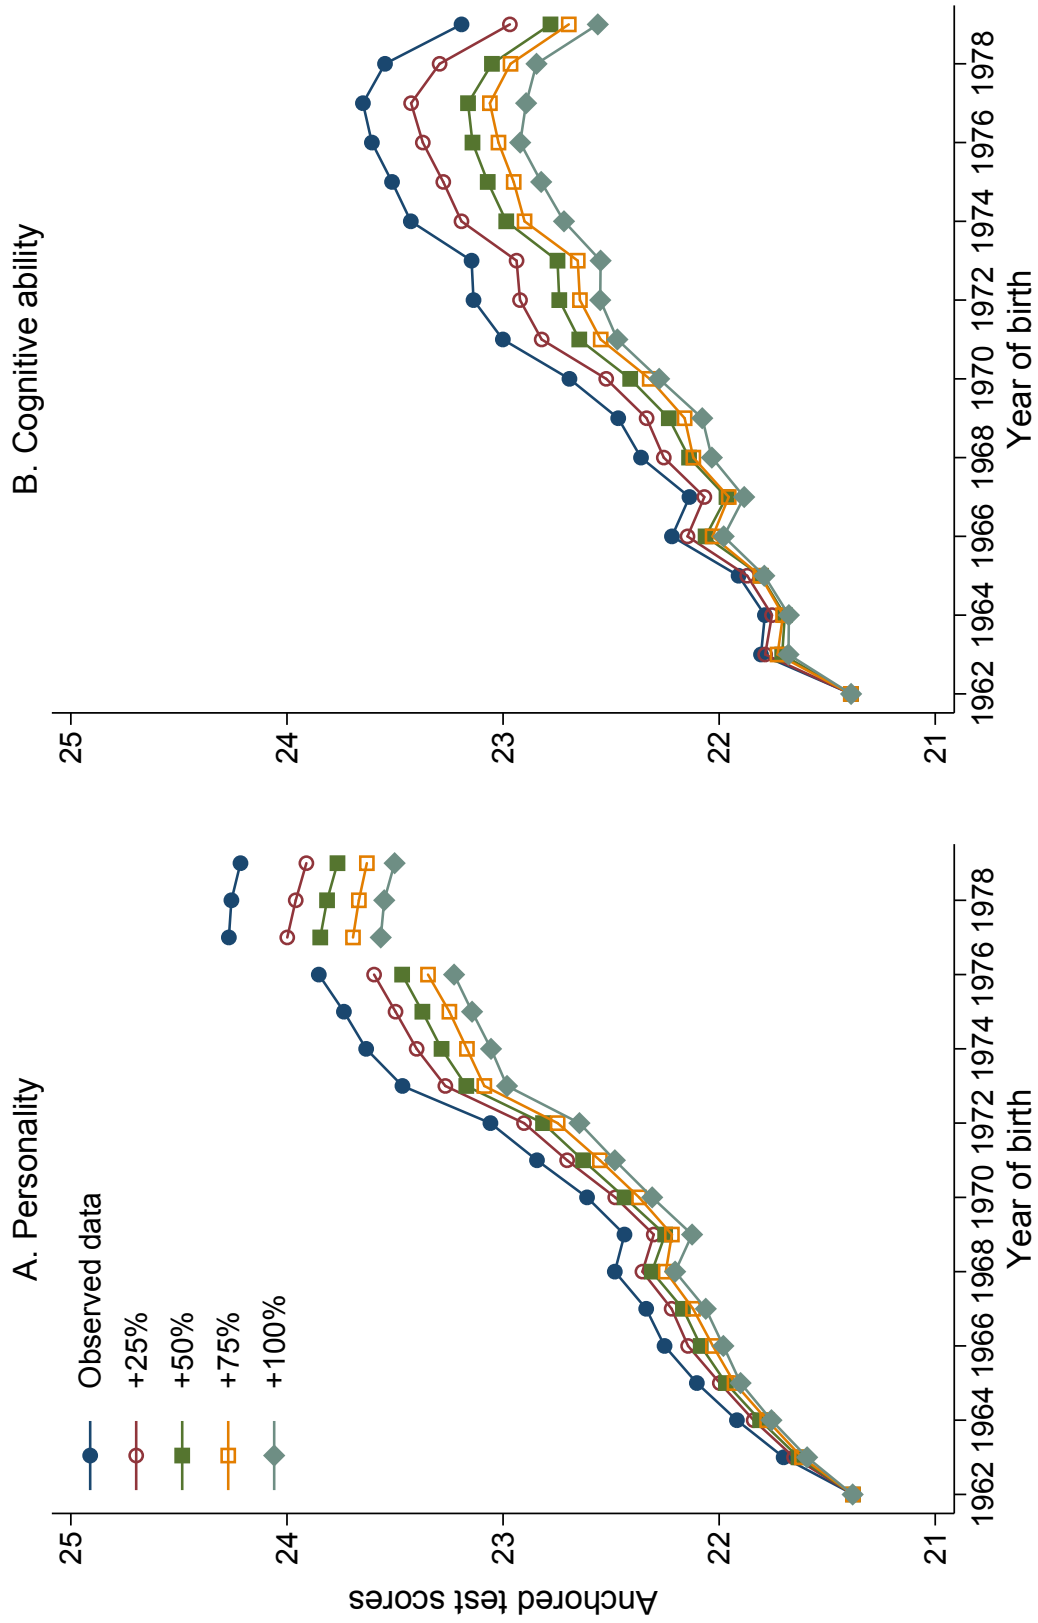 A. Personality
Anchored test scores
25
24
23
22
21
Observed data
+25%
+50%
+75%
+100%
1962 1964 1966 1968 1970 1972 1974 1976 1978
Year of birth
B. Cognitive ability
25
24
23
22
21
1962 1964 1966 1968 1970 1972 1974 1976 1978
Year of birth